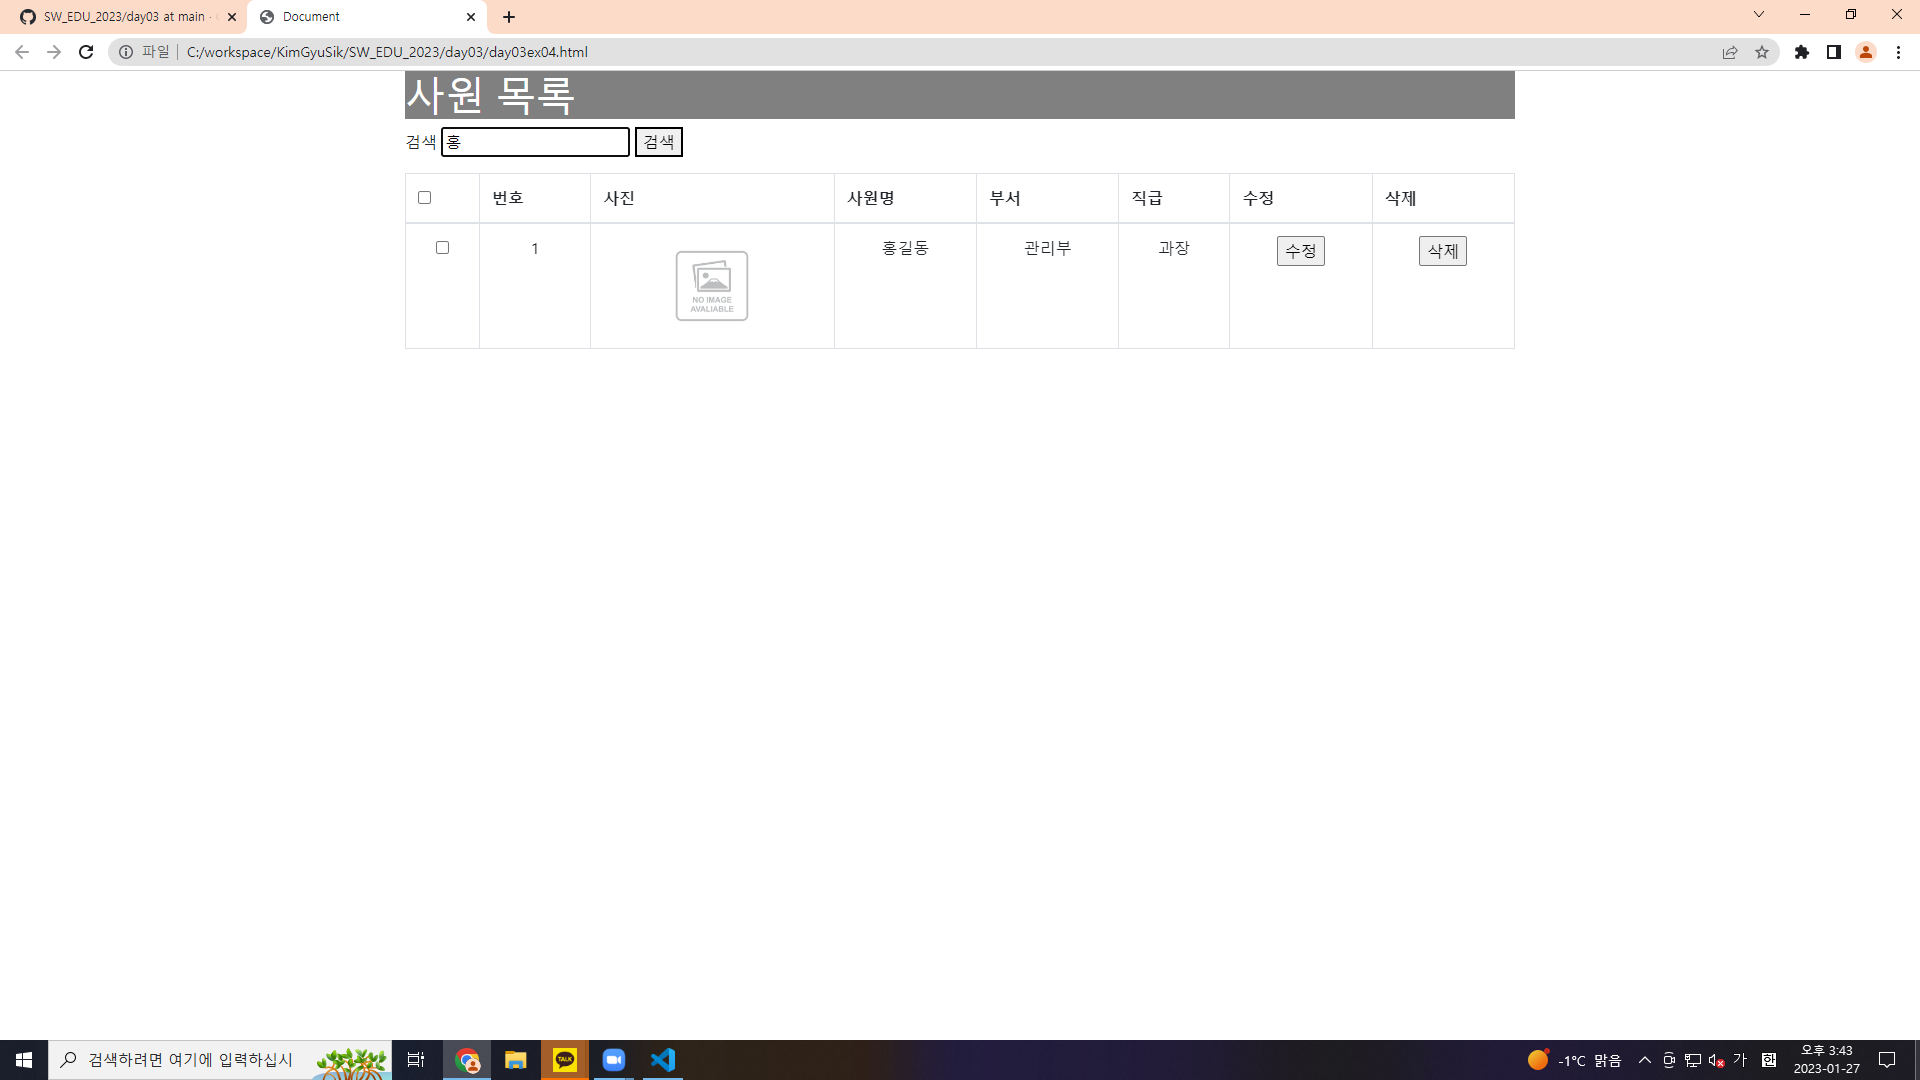 SW_EDU_2023/day03 at main ·
Document
파일
C:/workspace/KimGyuSik/SW_EDU_2023/day03/day03ex04.html
사원 목록
검색 홍 검색
번호 사진 사원명 부서 직급 수정 삭제
1 홍길동 관리부 과장 수정 삭제
NO IMAGE
AVALIABLE
검색하려면 여기에 입력하십시
TALK
-1°C 맑음
가
한
오후 3:43
2023-01-27